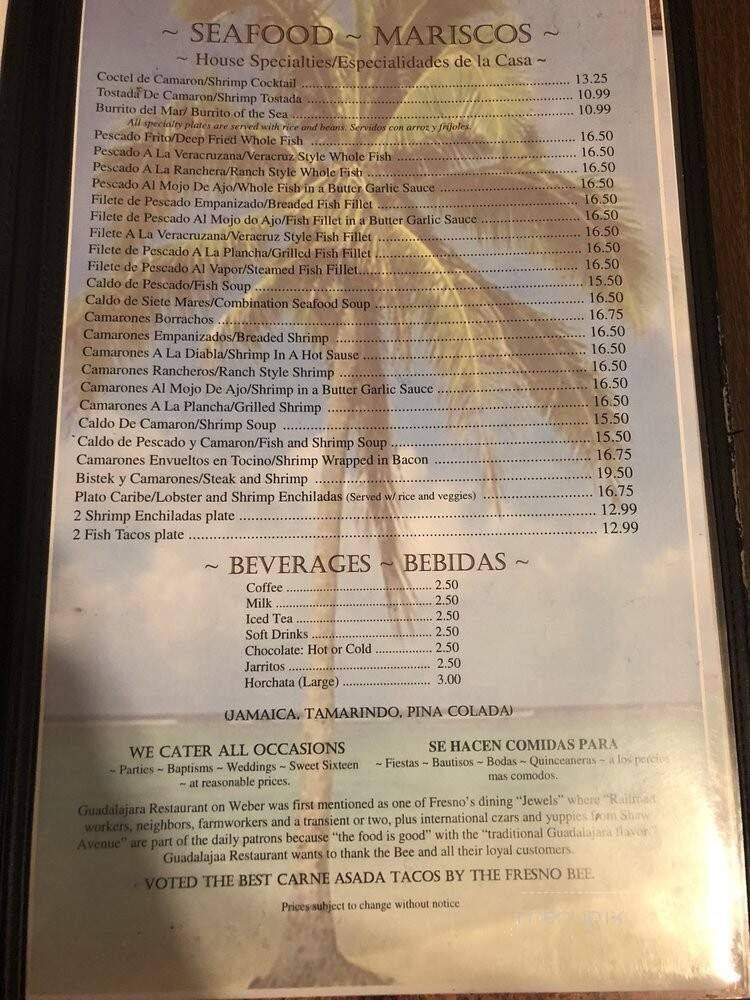 ~ SEAFOOD ~ MARISCOS ~
~ House Specialties/Especialidades de la Casa ~
Coctel de Camaron/Shrimp Cocktail 13.25
Tostada De Camaron/Shrimp Tostada 10.99
Burrito del Mar/ Burrito of the Sea 10.99
All specialty plates are served with rice and beans. Servidos con arroz y frijoles.
Pescado Frito/Deep Fried Whole Fish 16.50
Pescado A La Veracruzana/Veracruz Style Whole Fish 16.50
Pescado A La Ranchera/Ranch Style Whole Fish 16.50
Pescado Al Mojo De Ajo/Whole Fish in a Butter Garlic Sauce 16.50
Filete de Pescado Empanizado/Breaded Fish Fillet 16.50
Filete de Pescado Al Mojo do Ajo/Fish Fillet in a Butter Garlic Sauce 16.50
Filete A La Veracruzana/Veracruz Style Fish Fillet 16.50
Filete de Pescado A La Plancha/Grilled Fish Fillet 16.50
Filete de Pescado Al Vapor/Steamed Fish Fillet 16.50
Caldo de Pescado/Fish Soup 15.50
Caldo de Siete Mares/Combination Seafood Soup 16.50
Camarones Borrachos 16.75
Camarones Empanizados/Breaded Shrimp 16.50
Camarones A La Diabla/Shrimp In A Hot Sause 16.50
Camarones Rancheros/Ranch Style Shrimp 16.50
Camarones Al Mojo De Ajo/Shrimp in a Butter Garlic Sauce 16.50
Camarones A La Plancha/Grilled Shrimp 16.50
Caldo De Camaron/Shrimp Soup 15.50
Caldo de Pescado y Camaron/Fish and Shrimp Soup 15.50
Camarones Envueltos en Tocino/Shrimp Wrapped in Bacon 16.75
Bistek y Camarones/Steak and Shrimp 19.50
Plato Caribe/Lobster and Shrimp Enchiladas (Served w/ rice and veggies) 16.75
2 Shrimp Enchiladas plate 12.99
2 Fish Tacos plate 12.99
~ BEVERAGES ~ BEBIDAS ~
Coffee 2.50
Milk 2.50
Iced Tea 2.50
Soft Drinks 2.50
Chocolate: Hot or Cold 2.50
Jarritos 2.50
Horchata (Large) 3.00
(JAMAICA, TAMARINDO, PINA COLADA)
WE CATER ALL OCCASIONS
~ Parties ~ Baptisms ~ Weddings ~ Sweet Sixteen
~ at reasonable prices.
SE HACEN COMIDAS PARA
~ Fiestas ~ Bautisos ~ Bodas ~ Quinceaneras ~ a los percios
mas comodos.
Guadalajara Restaurant on Weber was first mentioned as one of Fresno's dining "Jewels" where "Railroad
workers, neighbors, farmworkers and a transient or two, plus international czars and yuppies from Shaw
Avenue" are part of the daily patrons because "the food is good" with the "traditional Guadalajara flavor
Guadalajaa Restaurant wants to thank the Bee and all their loyal customers.
VOTED THE BEST CARNE ASADA TACOS BY THE FRESNO BEE.
Prices subject to change without notice